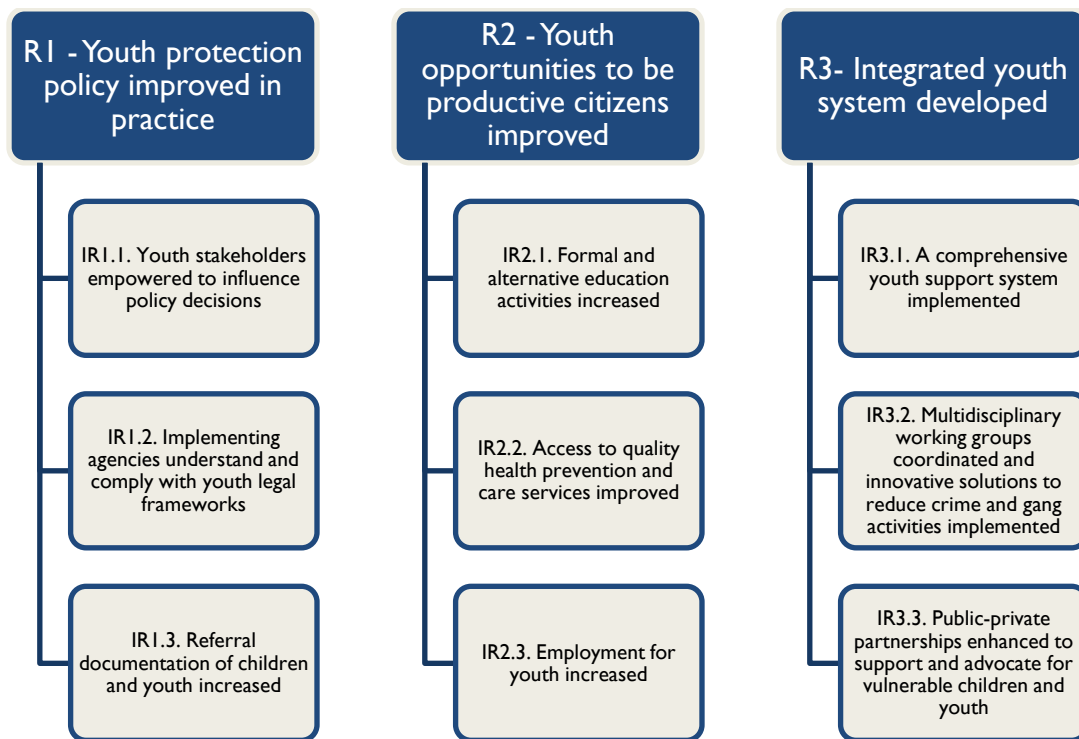 R1 - Youth protection
policy improved in
practice
IR1.1. Youth stakeholders
empowered to influence
policy decisions
IR1.2. Implementing
agencies understand and
comply with youth legal
frameworks
IR1.3. Referral
documentation of children
and youth increased
R2 - Youth
opportunities to be
productive citizens
improved
IR2.1. Formal and
alternative education
activities increased
IR2.2. Access to quality
health prevention and
care services improved
IR2.3. Employment for
youth increased
R3- Integrated youth
system developed
IR3.1. A comprehensive
youth support system
implemented
IR3.2. Multidisciplinary
working groups
coordinated and
innovative solutions to
reduce crime and gang
activities implemented
IR3.3. Public-private
partnerships enhanced to
support and advocate for
vulnerable children and
youth